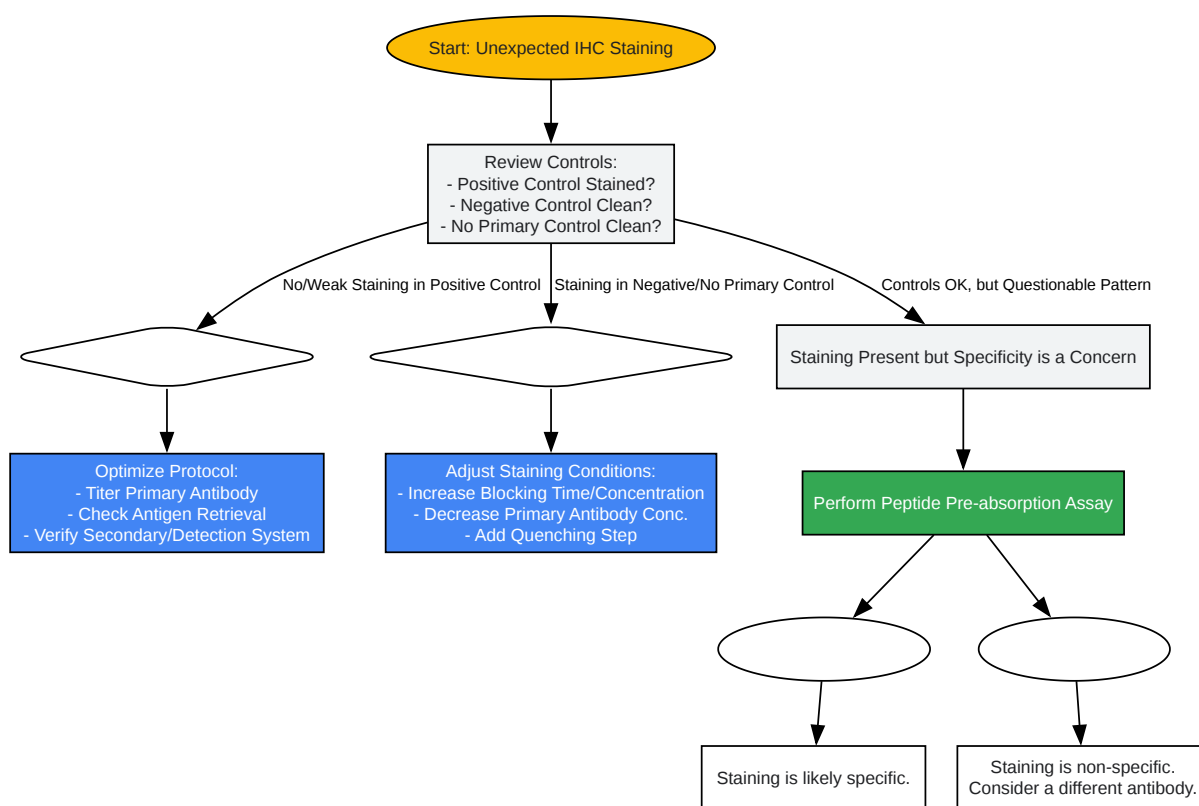 Start: Unexpected IHC Staining
Review Controls:
- Positive Control Stained?
- Negative Control Clean?
- No Primary Control Clean?
No/Weak Staining in Positive Control
Staining in Negative/No Primary Control
Controls OK, but Questionable Pattern
Staining Present but Specificity is a Concern
Optimize Protocol:
- Titer Primary Antibody
- Check Antigen Retrieval
- Verify Secondary/Detection System
Adjust Staining Conditions:
- Increase Blocking Time/Concentration
- Decrease Primary Antibody Conc.
- Add Quenching Step
Perform Peptide Pre-absorption Assay
Staining is likely specific.
Staining is non-specific.
Consider a different antibody.